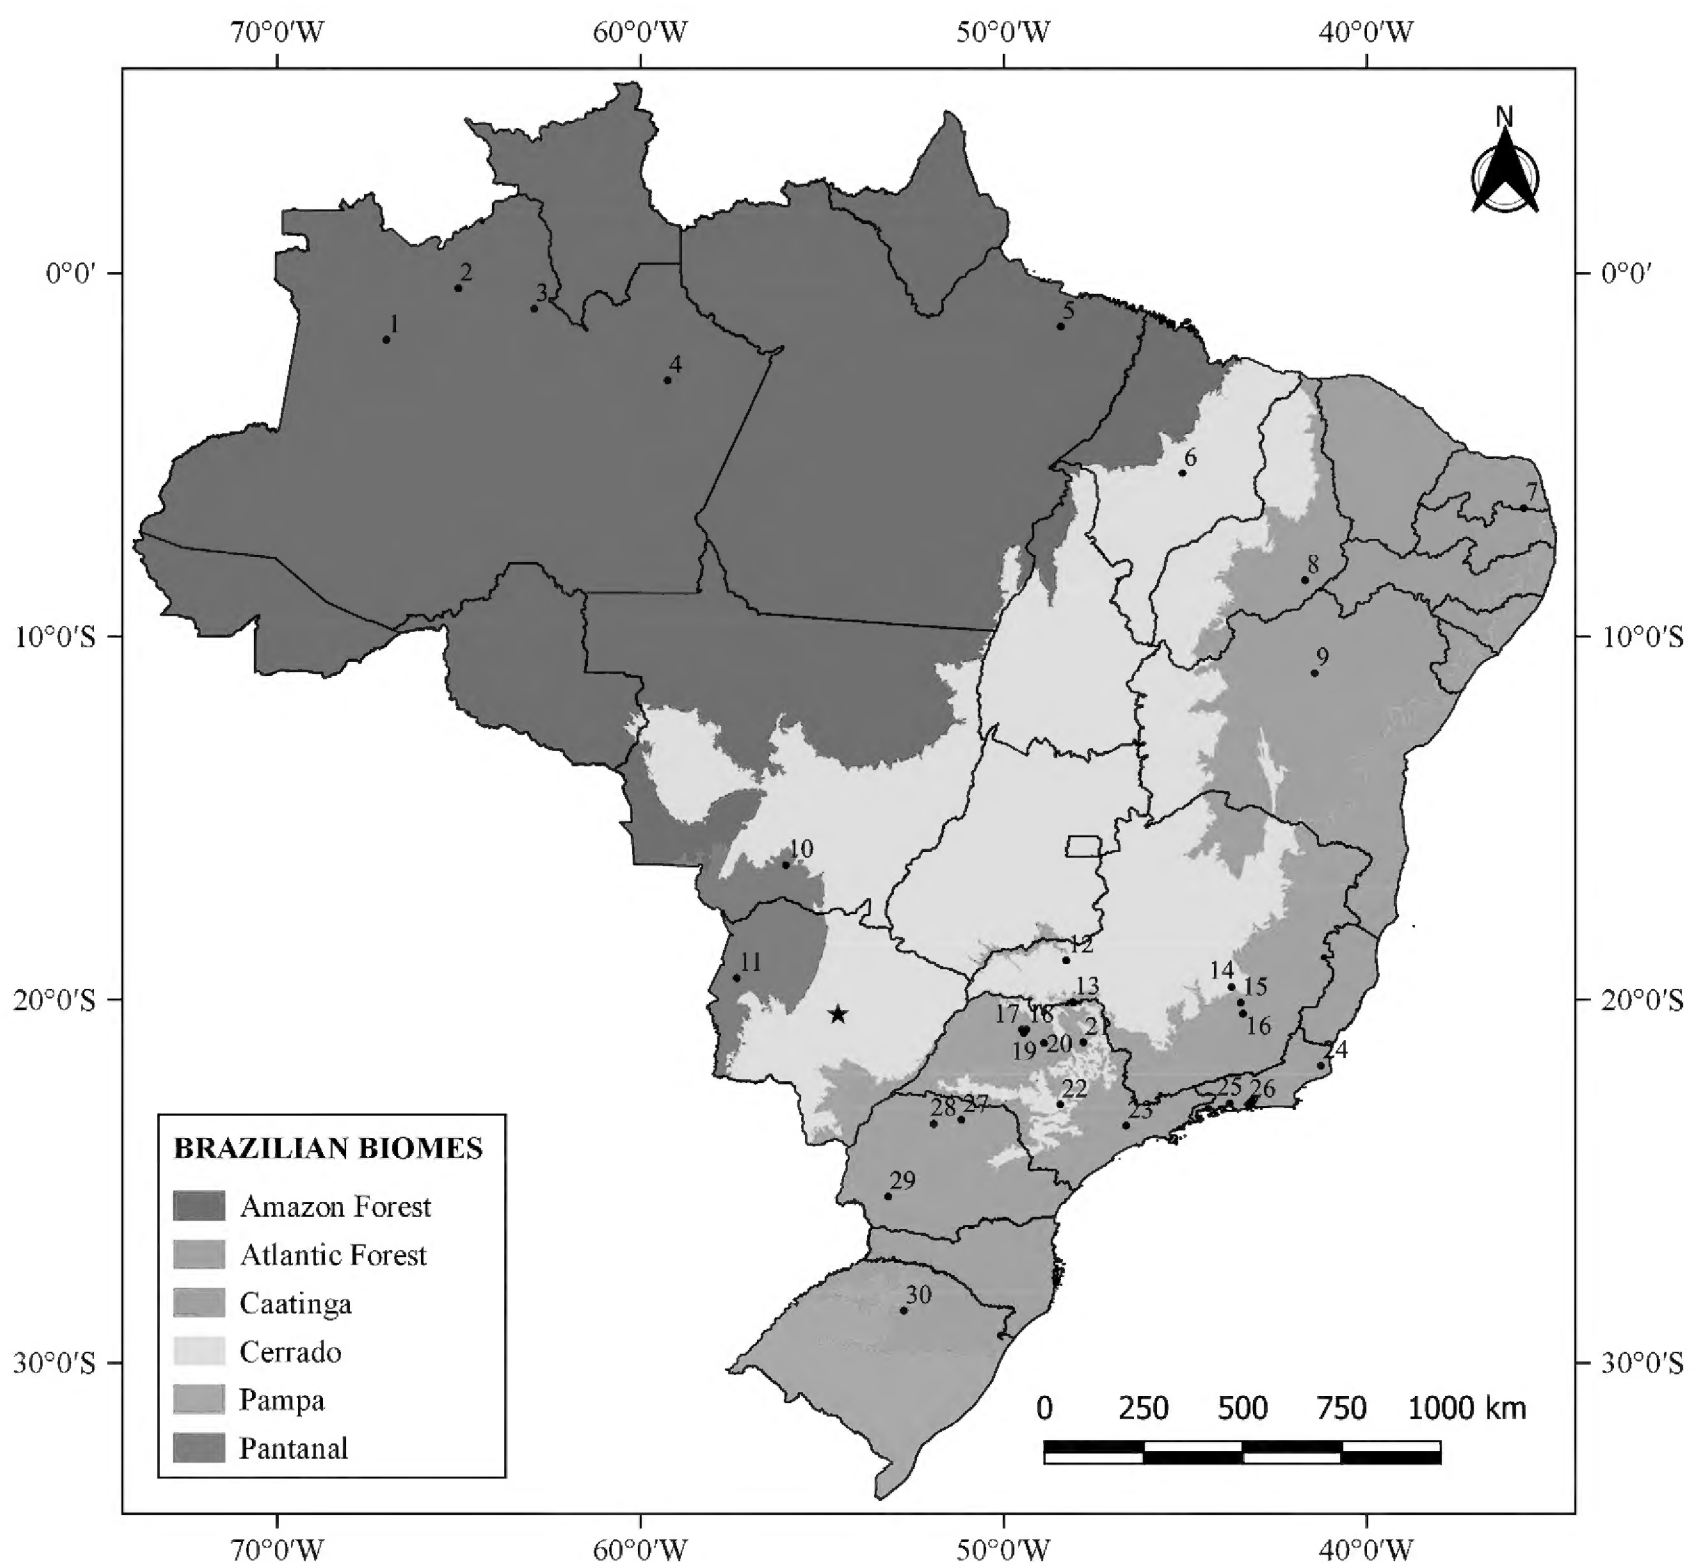 70°0'W 60°0'W 50°0'W 40°0'W
N
0°0' 0°0'
2
3
1
5
4
6
7
8
10°0'S 10°0'S
9
10
12
11
14
13 15
20°0'S 20°0'S
17 18 16
21
19 20
24
22 25 26
28 27 23
29
BRAZILIAN BIOMES
Amazon Forest
Atlantic Forest
Caatinga
Cerrado
Pampa
Pantanal
30
30°0'S 30°0'S
0 250 500 750 1000 km
70°0'W 60°0'W 50°0'W 40°0'W